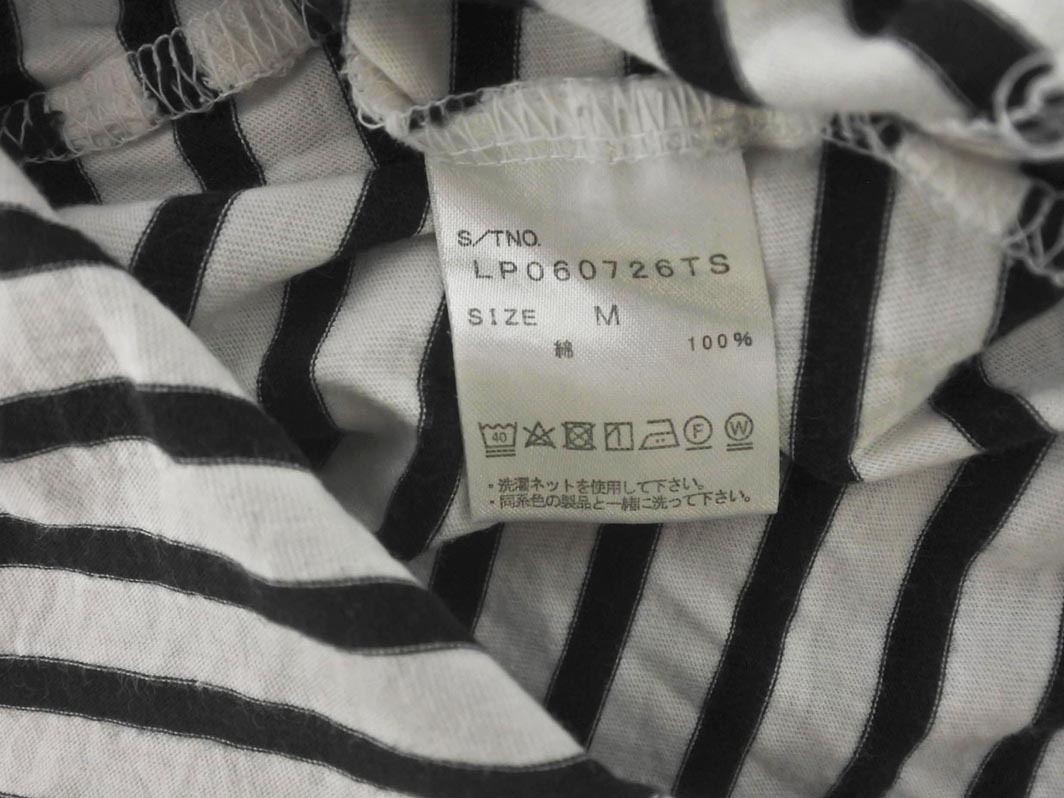 S/TNO.
LP060726TS
SIZE M
綿 100%
40 F W
・洗濯ネットを使用して下さい。
・同系色の製品と一緒に洗って下さい。